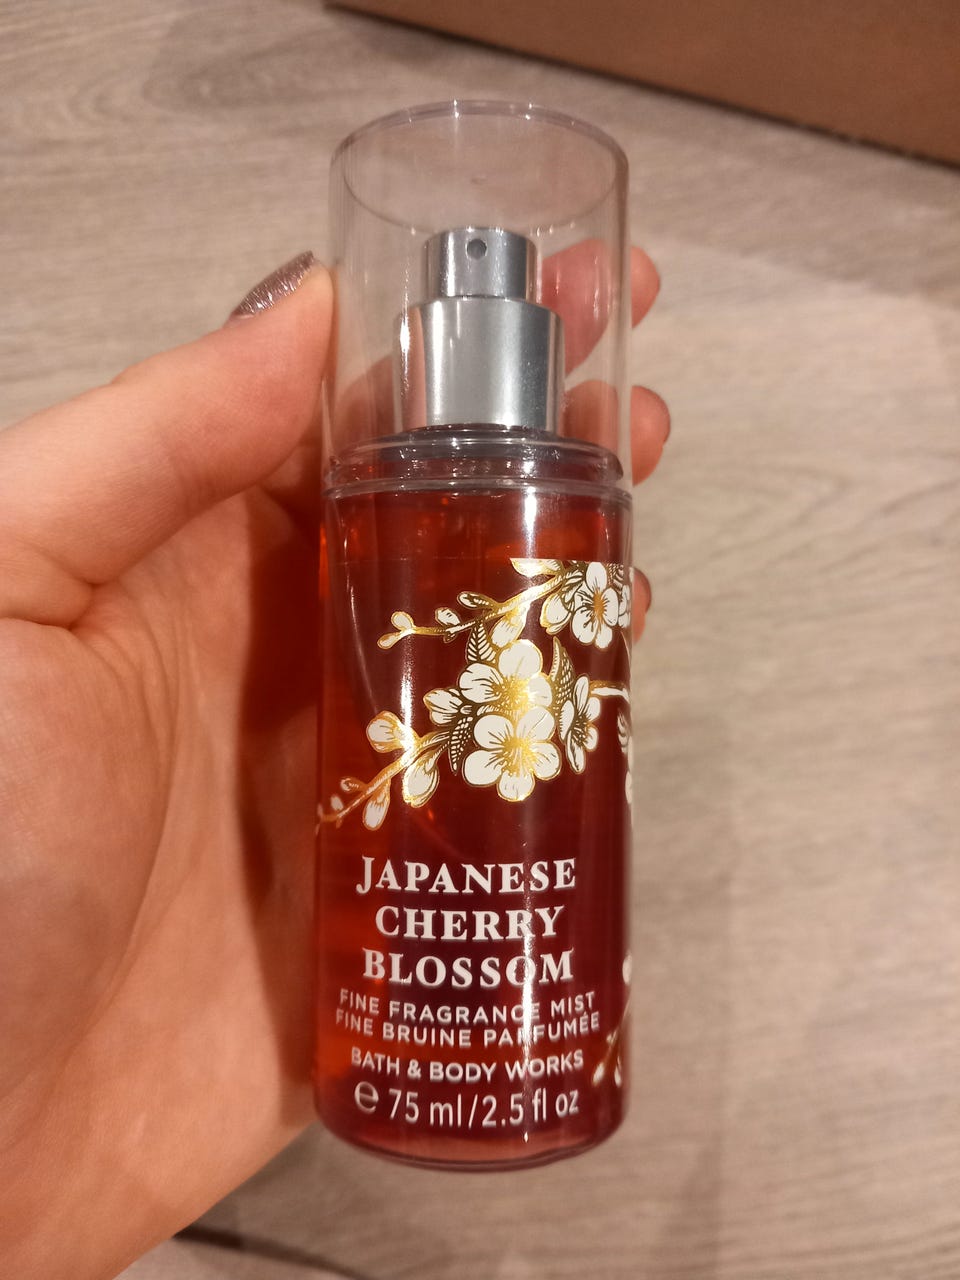 JAPANESE
CHERRY
BLOSSOM
FINE FRAGRANCE MIST
FINE BRUINE PARFUMÉE
BATH & BODY WORKS
℮ 75 ml/2.5 fl oz